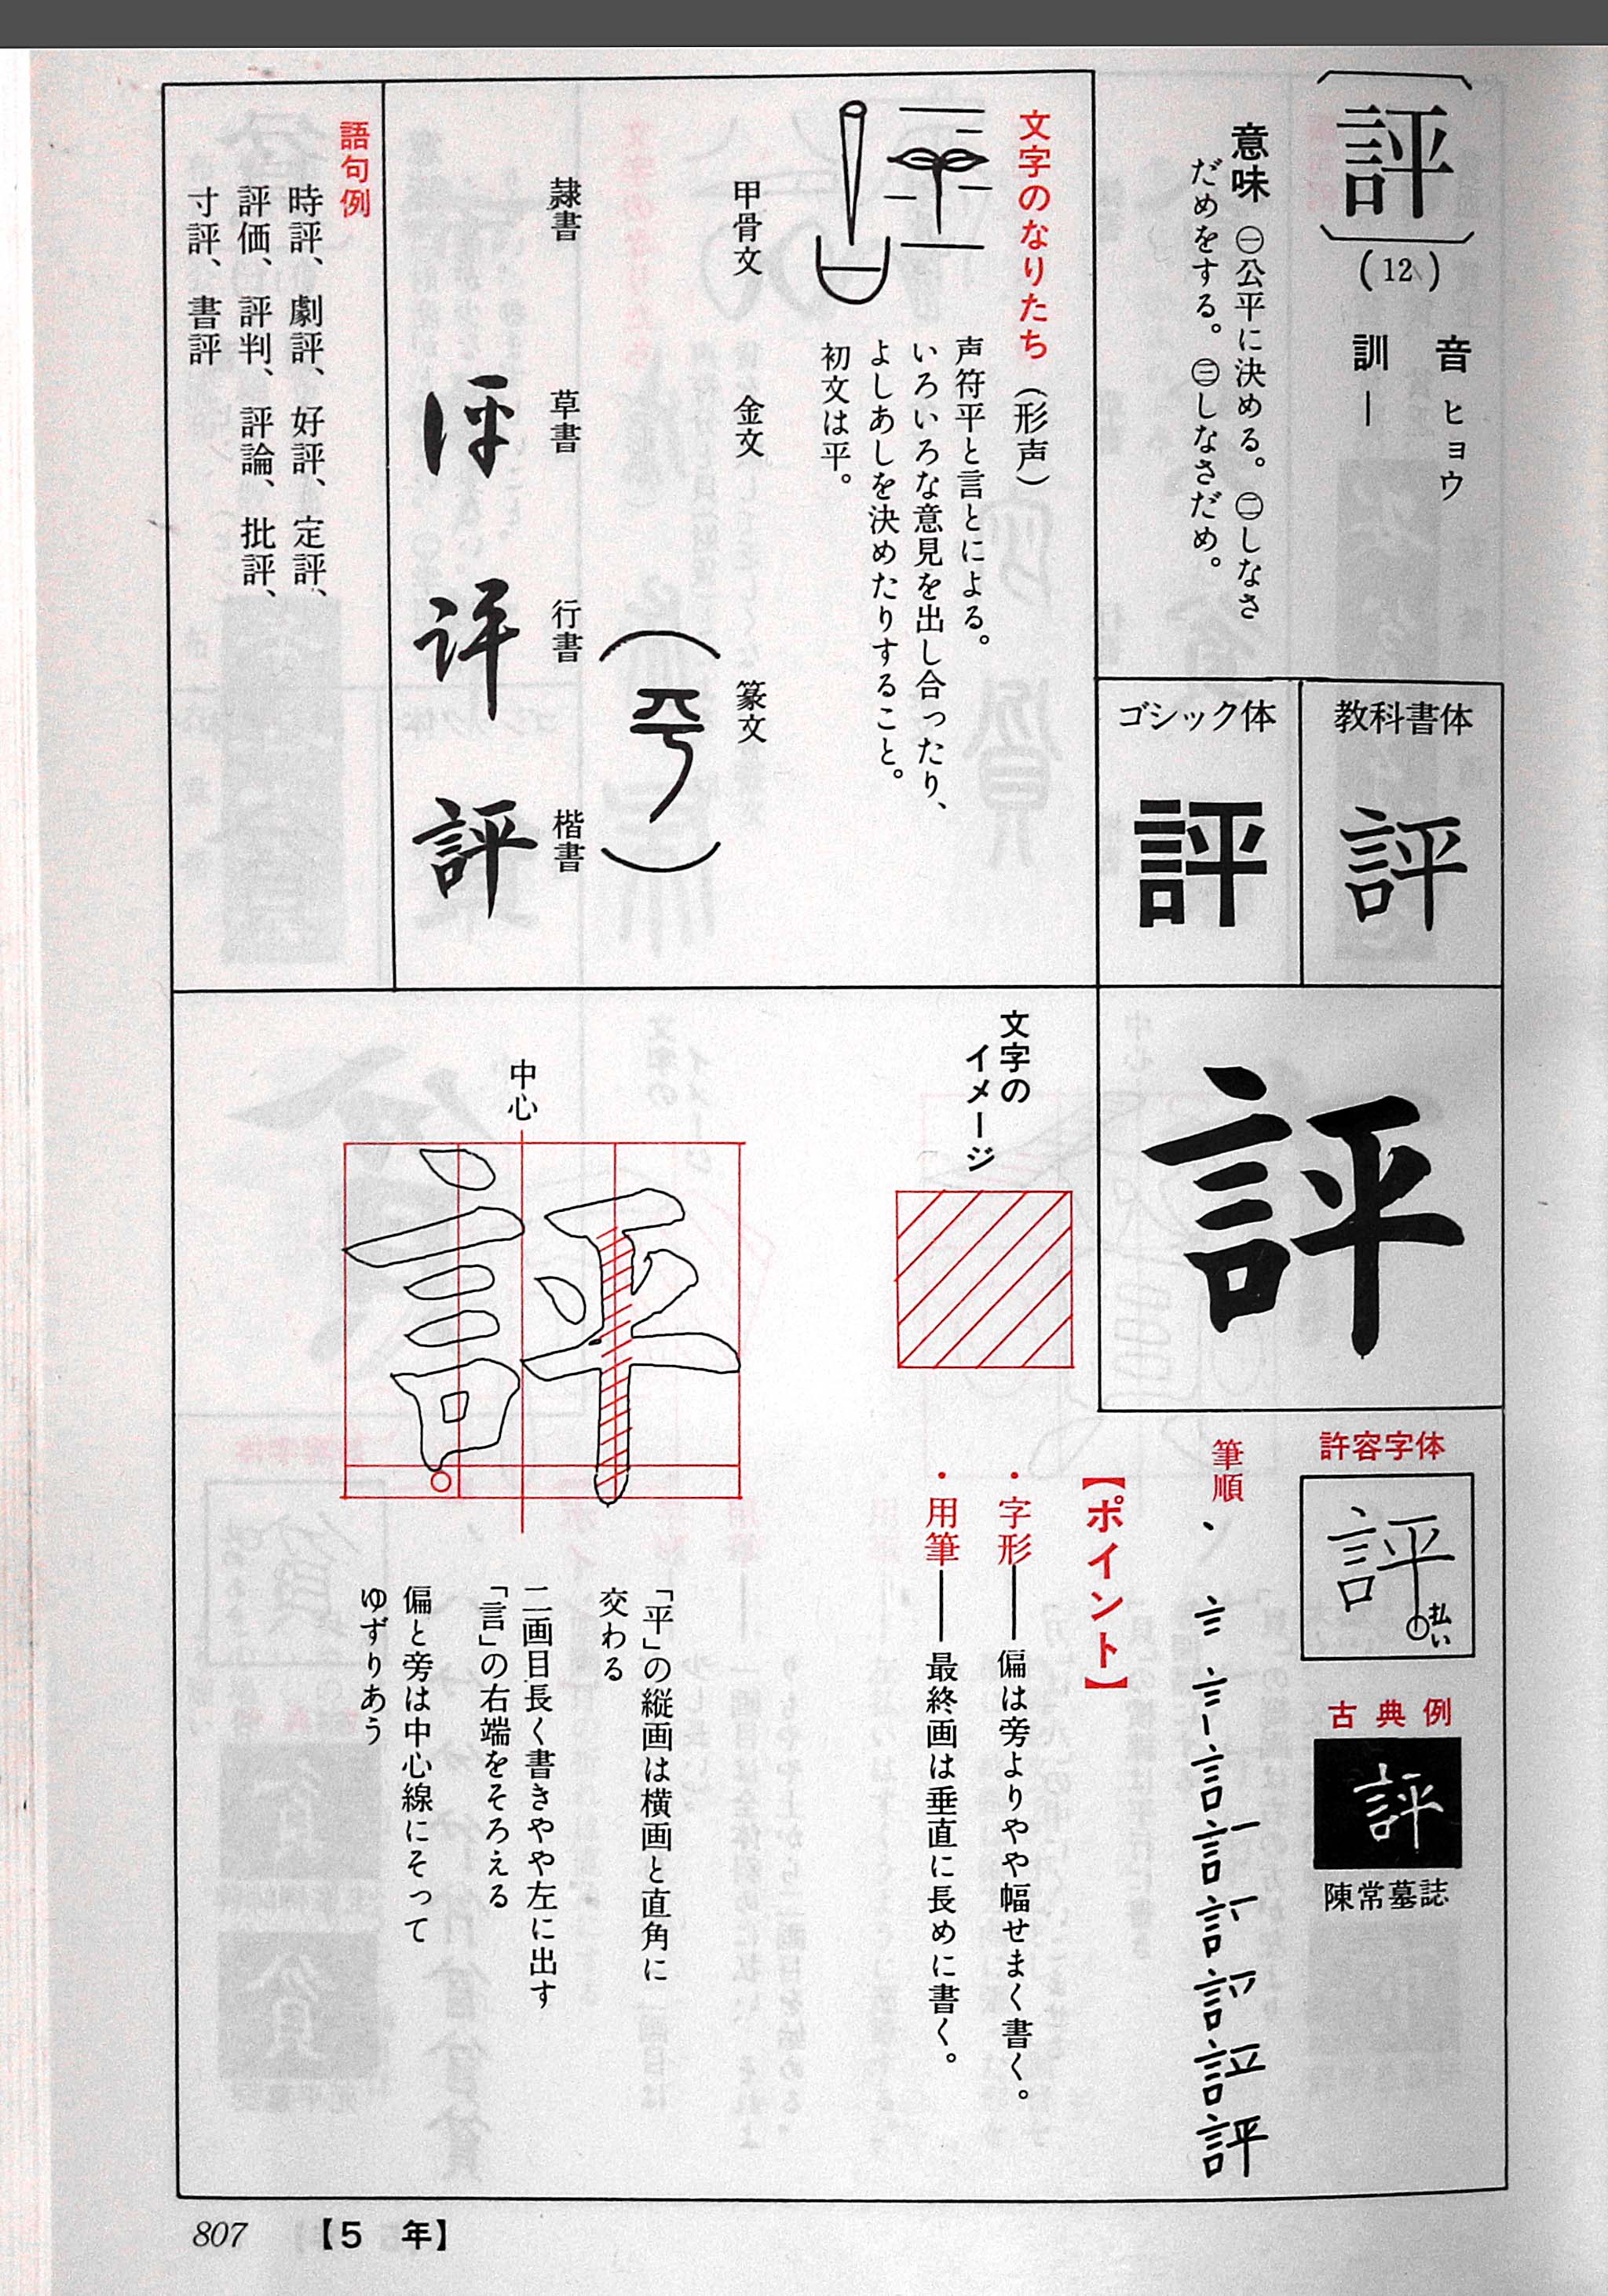 〔評〕(12)
音 ヒョウ
訓 ―
意味 ㊀公平に決める。㊁しなさ
だめをする。㊂しなさだめ。
教科書体
評
ゴシック体
評
文字のなりたち（形声）
声符平と言とによる。
いろいろな意見を出し合ったり、
よしあしを決めたりすること。
初文は平。
甲骨文 金文 篆文
（平）
隷書 草書 行書 楷書
評 評 評
語句例
時評、劇評、好評、定評、
評価、評判、評論、批評、
寸評、書評
評
許容字体
評
払い
古典例
評
陳常墓誌
筆順
評
【ポイント】
・字形――偏は旁よりやや幅せまく書く。
・用筆――最終画は垂直に長めに書く。
文字の
イメージ
中心
評
「平」の縦画は横画と直角に
交わる
二画目長く書きやや左に出す
「言」の右端をそろえる
偏と旁は中心線にそって
ゆずりあう
807 【5 年】